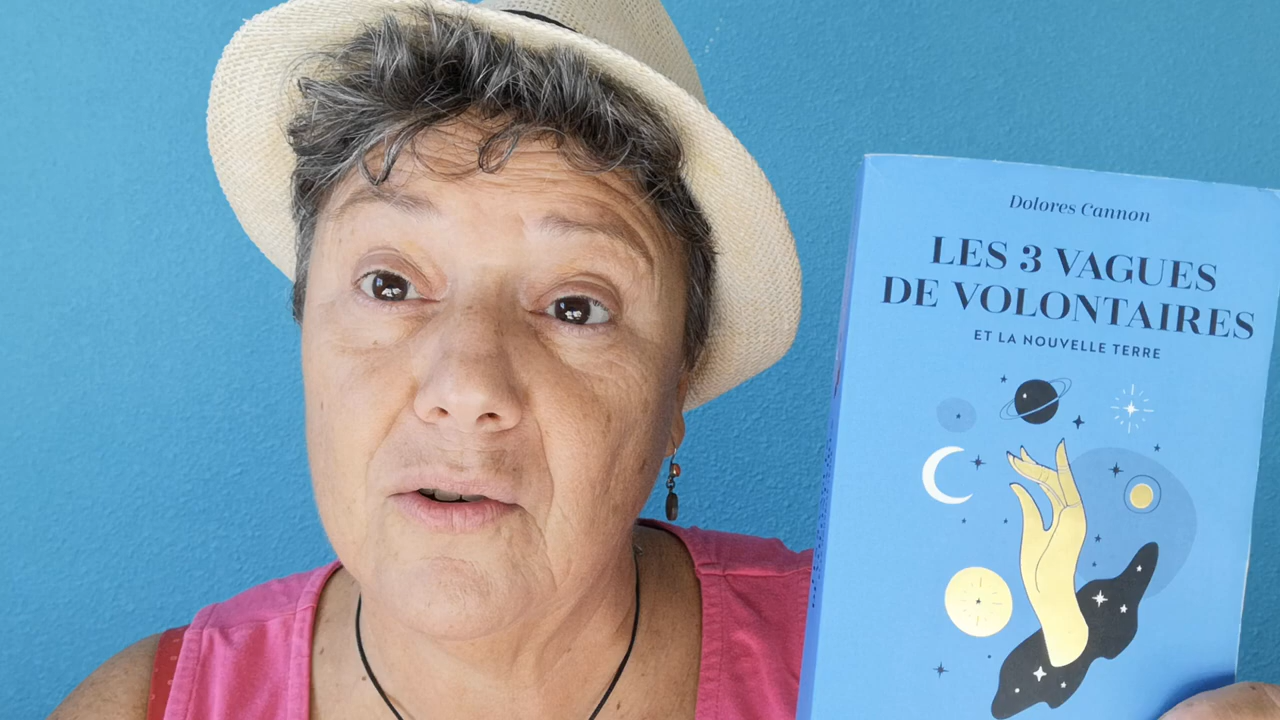 Dolores Cannon
LES 3 VAGUES
DE VOLONTAIRES
ET LA NOUVELLE TERRE